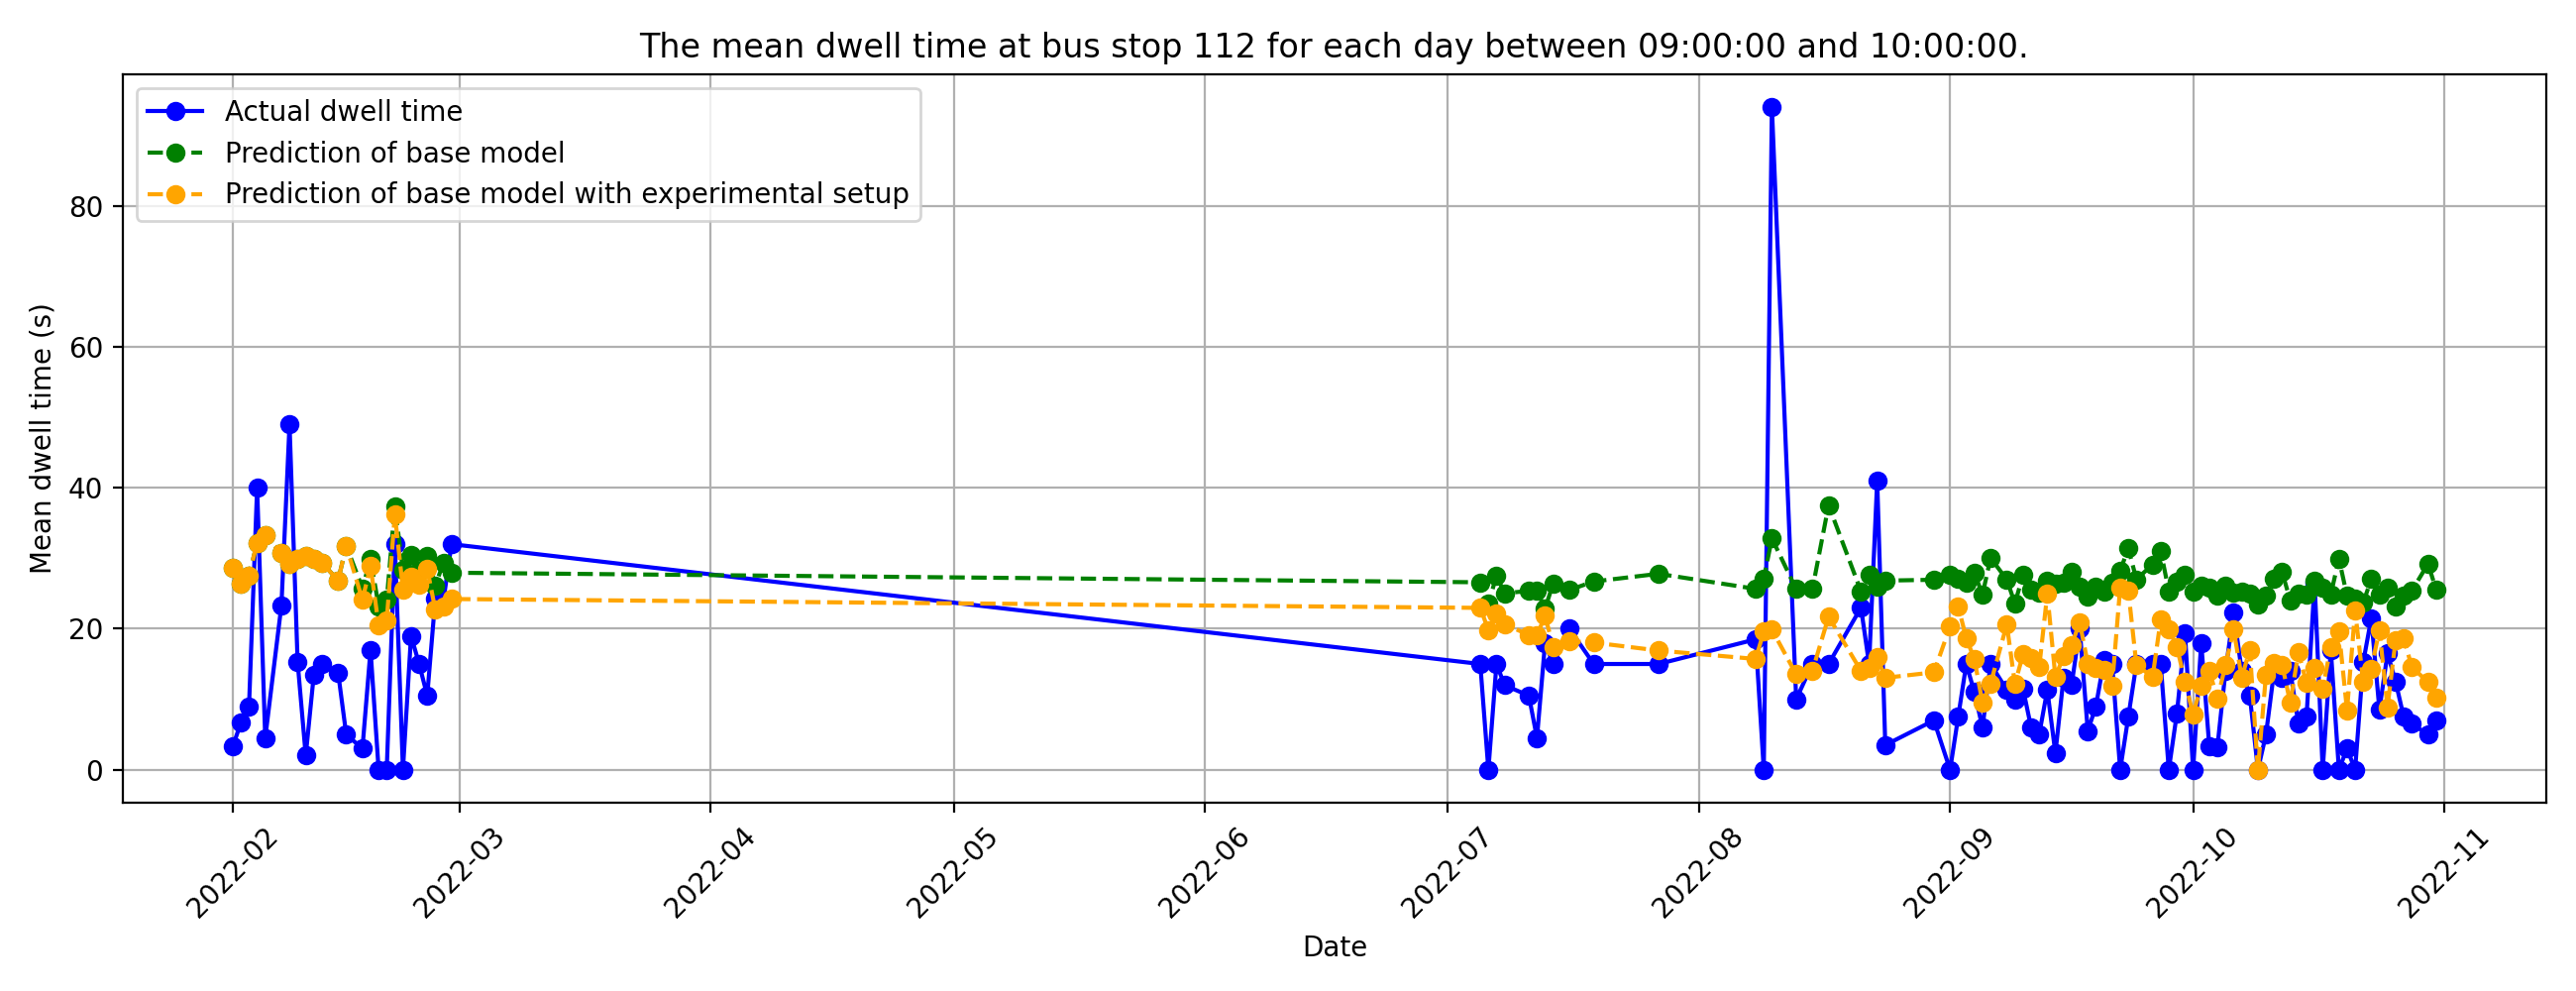 The mean dwell time at bus stop 112 for each day between 09:00:00 and 10:00:00.
Actual dwell time
Prediction of base model
Prediction of base model with experimental setup
Mean dwell time (s)
80
60
40
20
0
2022-02
2022-03
2022-04
2022-05
2022-06
2022-07
2022-08
2022-09
2022-10
2022-11
Date